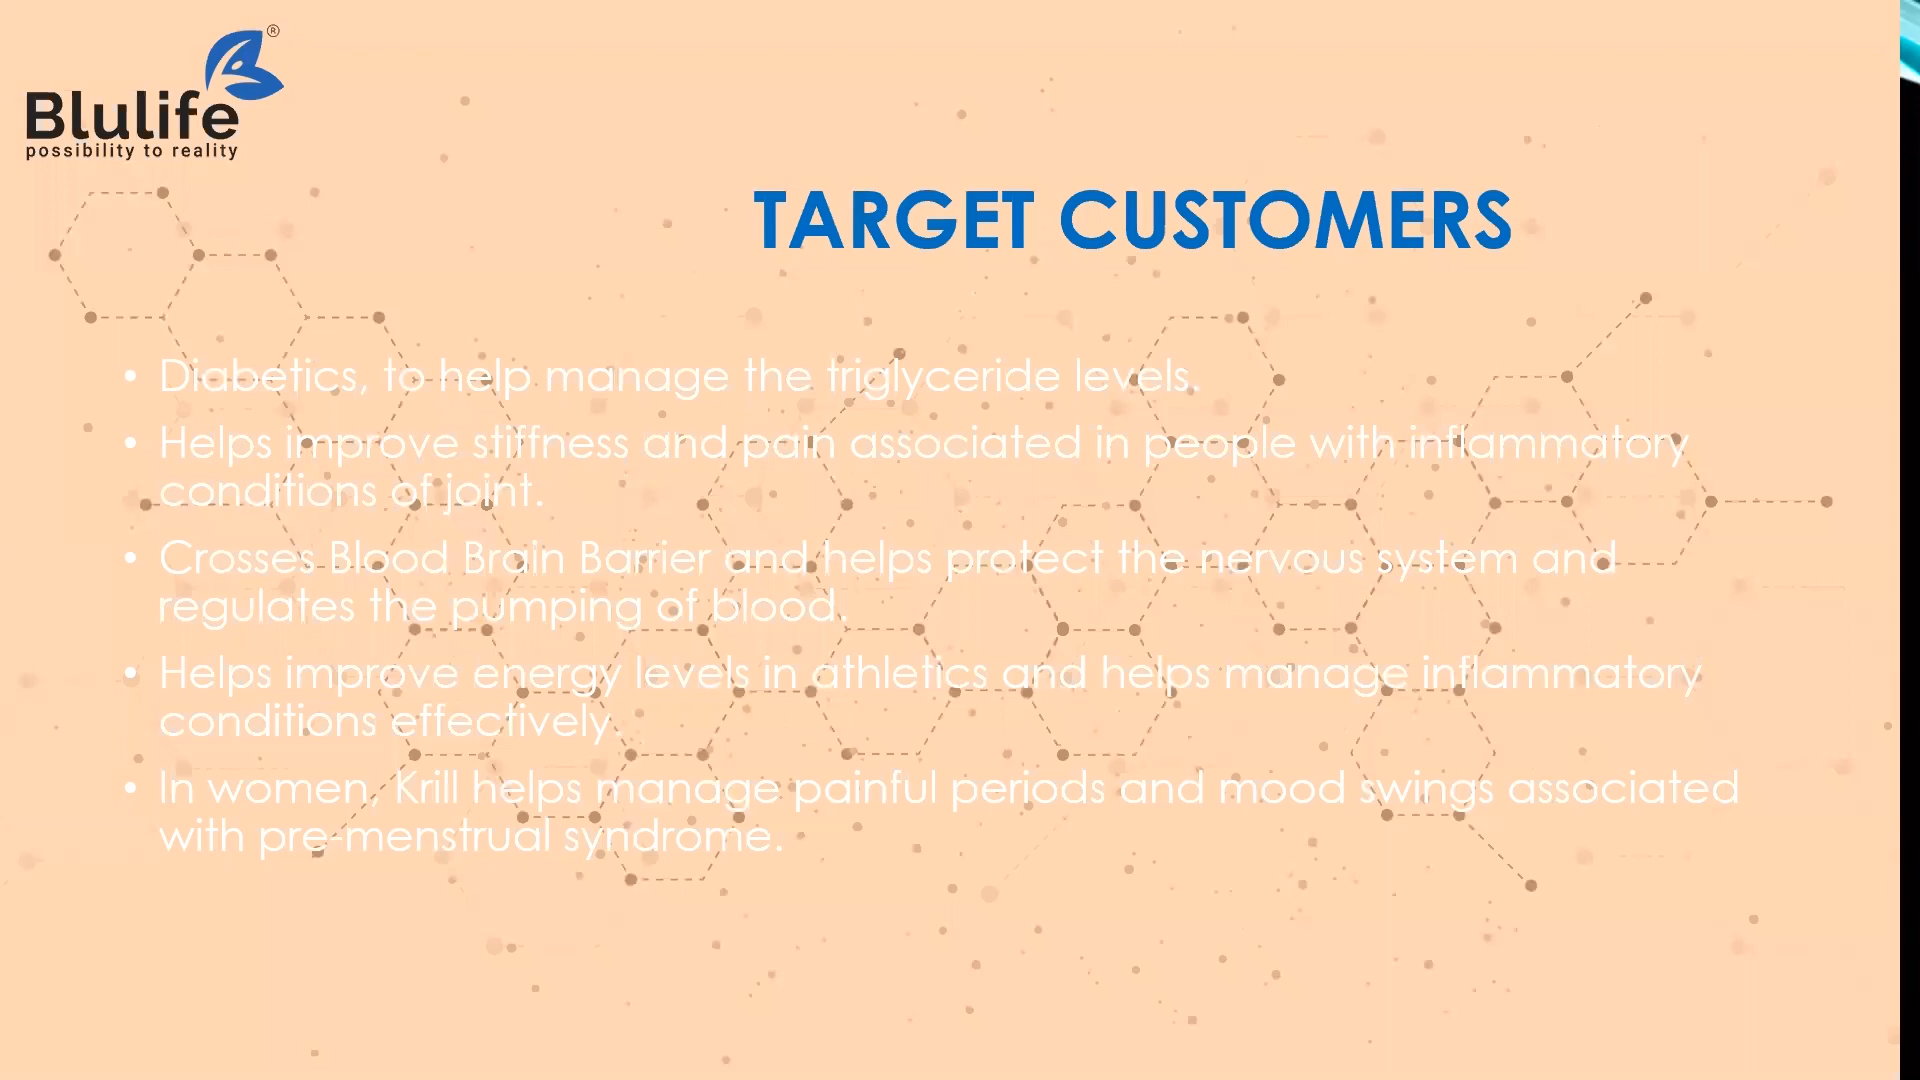 ®
Blulife
possibility to reality
TARGET CUSTOMERS
• Diabetics, to help manage the triglyceride levels.
• Helps improve stiffness and pain associated in people with inflammatory
conditions of joint.
• Crosses Blood Brain Barrier and helps protect the nervous system and
regulates the pumping of blood.
• Helps improve energy levels in athletics and helps manage inflammatory
conditions effectively.
• In women, Krill helps manage painful periods and mood swings associated
with pre-menstrual syndrome.